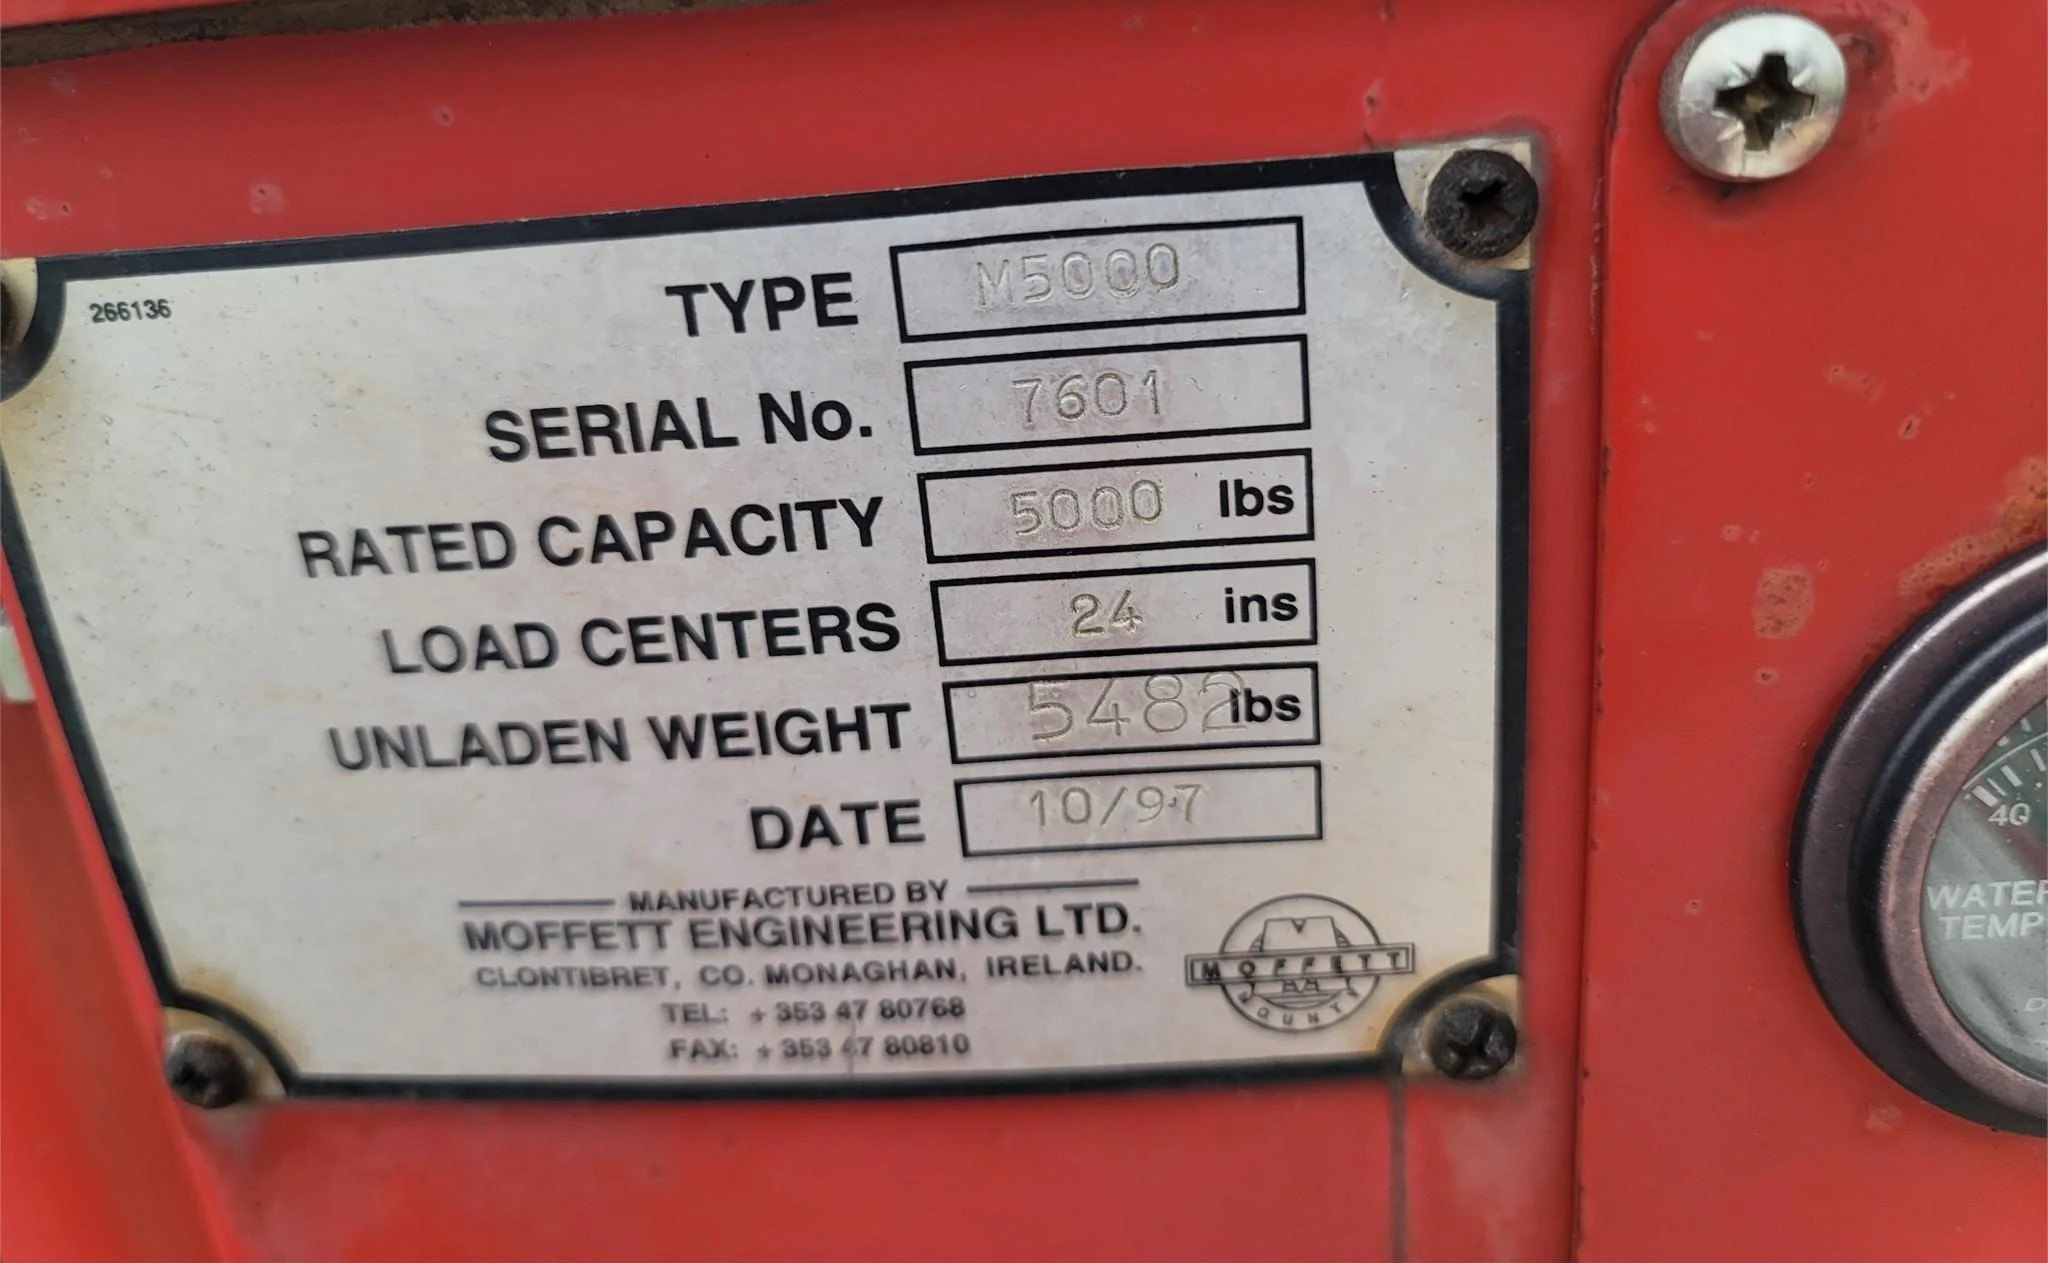 266136
TYPE M5000
SERIAL No. 7601
RATED CAPACITY 5000 lbs
LOAD CENTERS 24 ins
UNLADEN WEIGHT 5482 lbs
DATE 10/97
MANUFACTURED BY
MOFFETT ENGINEERING LTD.
CLONTIBRET, CO. MONAGHAN, IRELAND.
TEL: + 353 47 80768
FAX: + 353 47 80810
MOFFETT
MOUNTY
40
WATER
TEMP